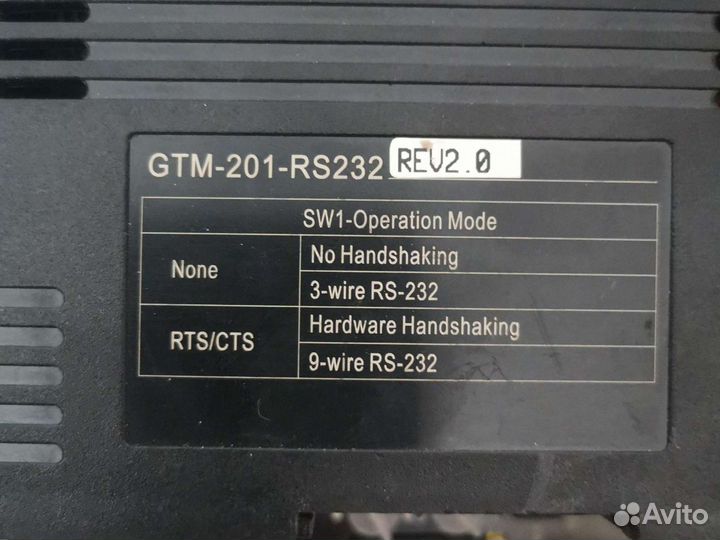 GTM-201-RS232 REV2.0
SW1-Operation Mode
None
No Handshaking
3-wire RS-232
RTS/CTS
Hardware Handshaking
9-wire RS-232
Avito